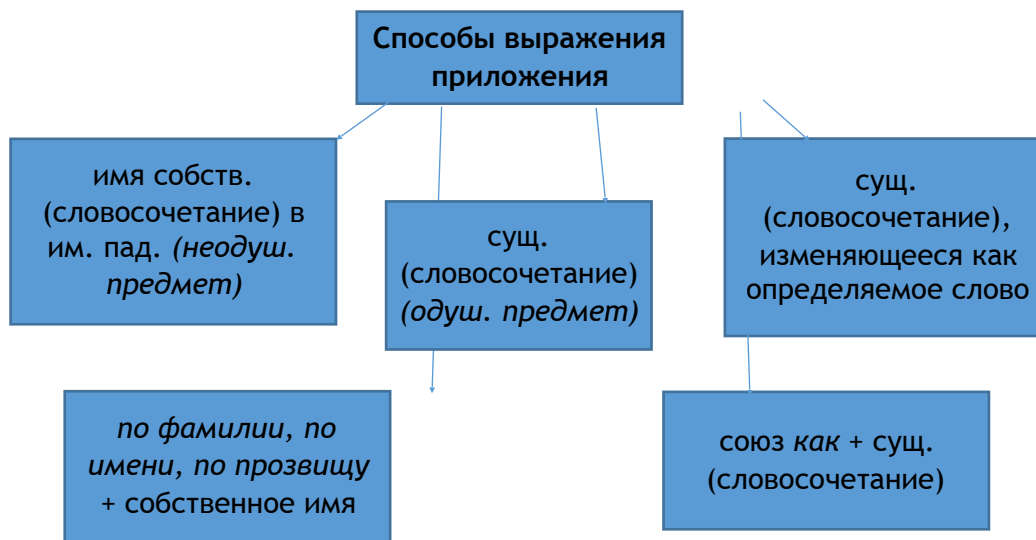 Способы выражения
приложения
имя собств.
(словосочетание) в
им. пад. (неодуш.
предмет)
сущ.
(словосочетание)
(одуш. предмет)
сущ.
(словосочетание),
изменяющееся как
определяемое слово
по фамилии, по
имени, по прозвищу
+ собственное имя
союз как + сущ.
(словосочетание)